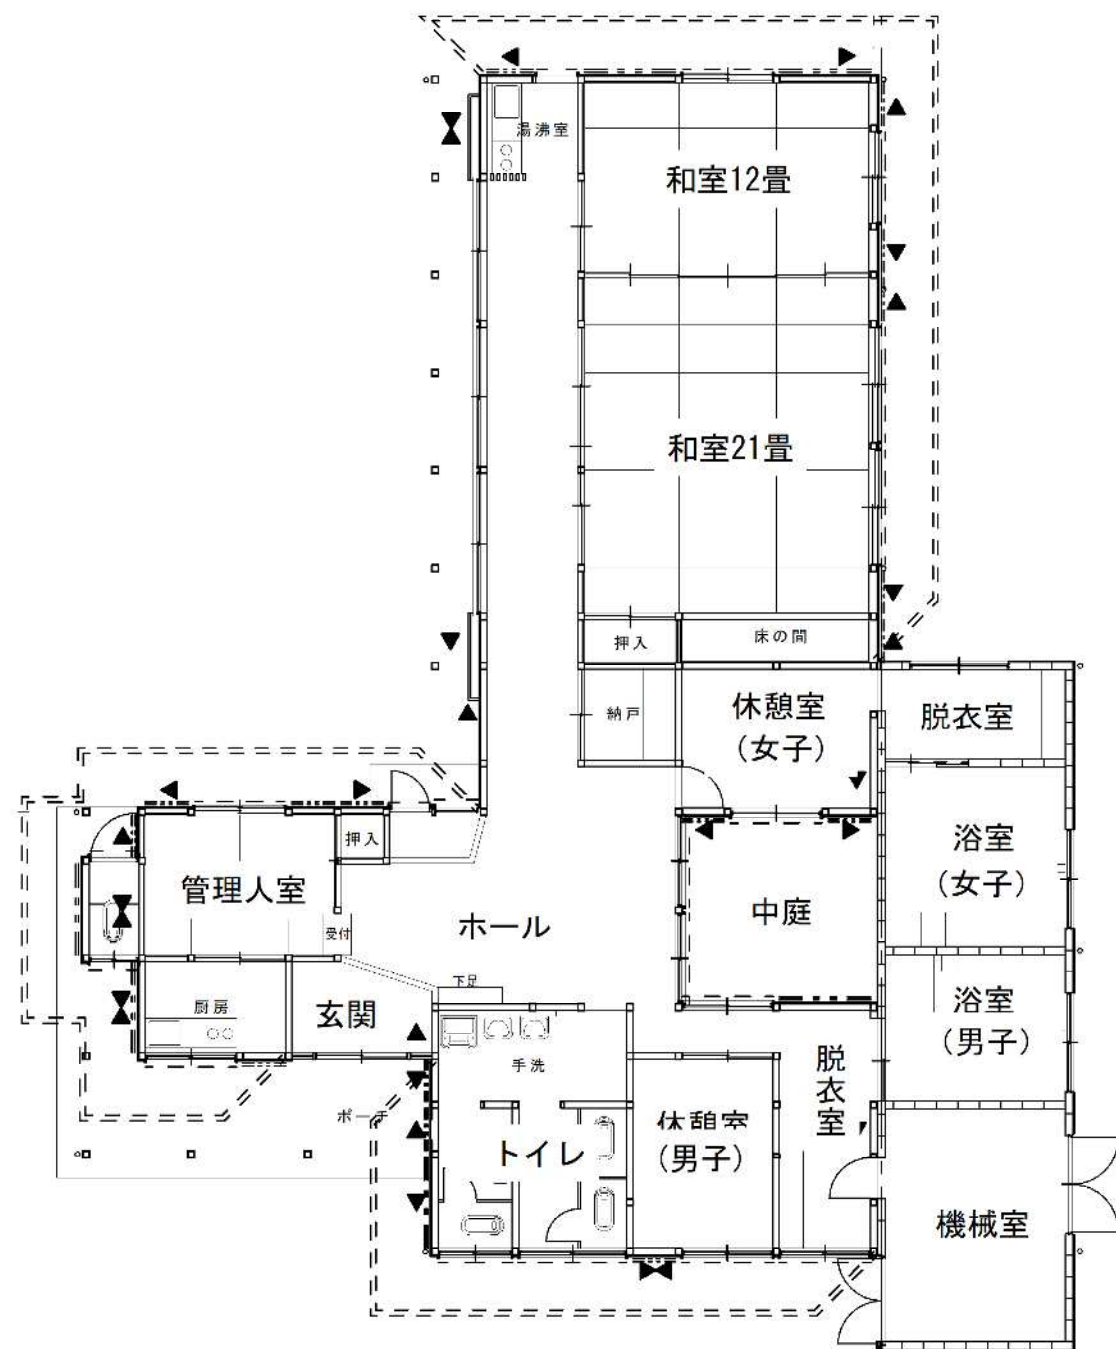 湯沸室
和室12畳
和室21畳
押入
床の間
納戸
休憩室
(女子)
脱衣室
押入
管理人室
受付
ホール
中庭
浴室
(女子)
下足
厨房
玄関
浴室
(男子)
手洗
脱衣室
ポーチ
トイレ
休憩室
(男子)
機械室